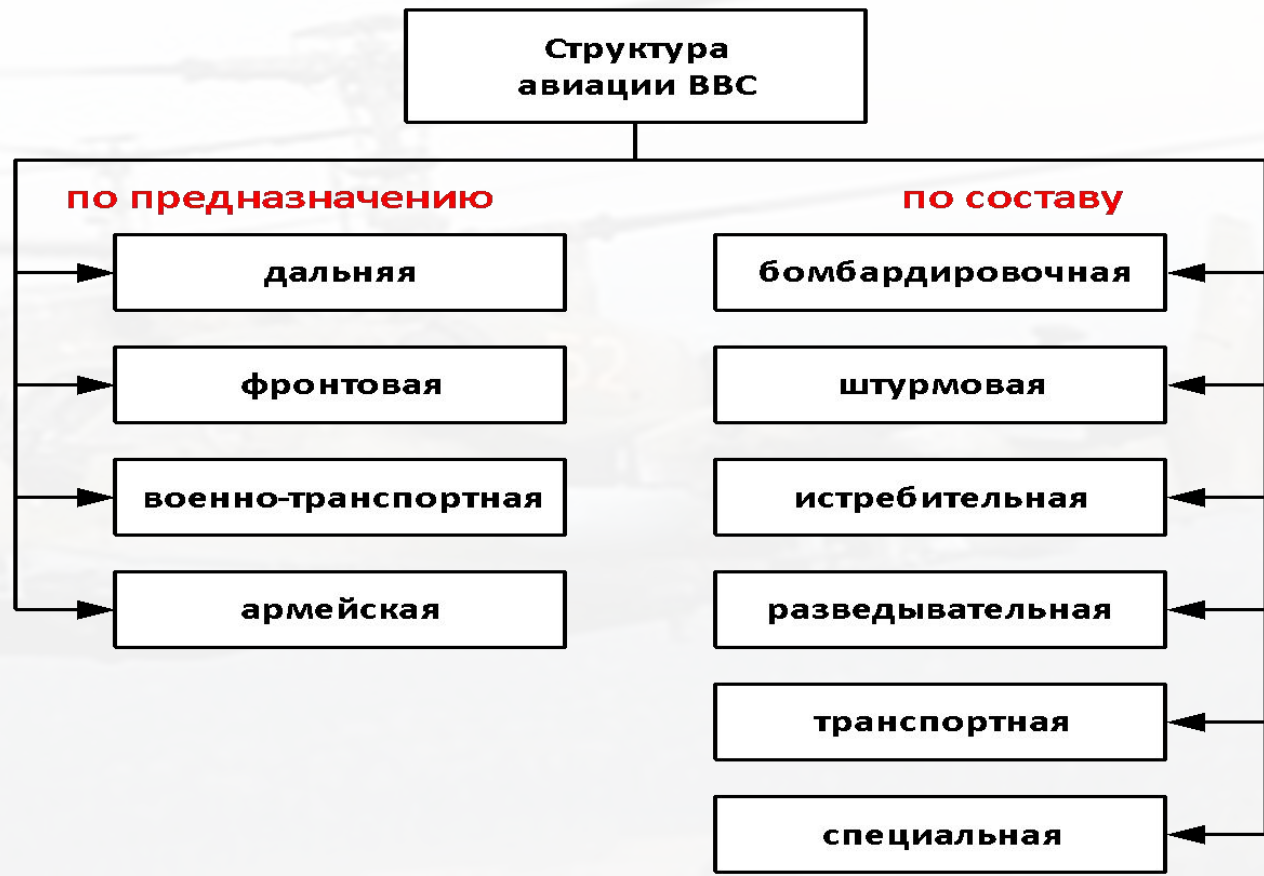 Структура
авиации ВВС
по предназначению
дальняя
фронтовая
военно-транспортная
армейская
по составу
бомбардировочная
штурмовая
истребительная
разведывательная
транспортная
специальная